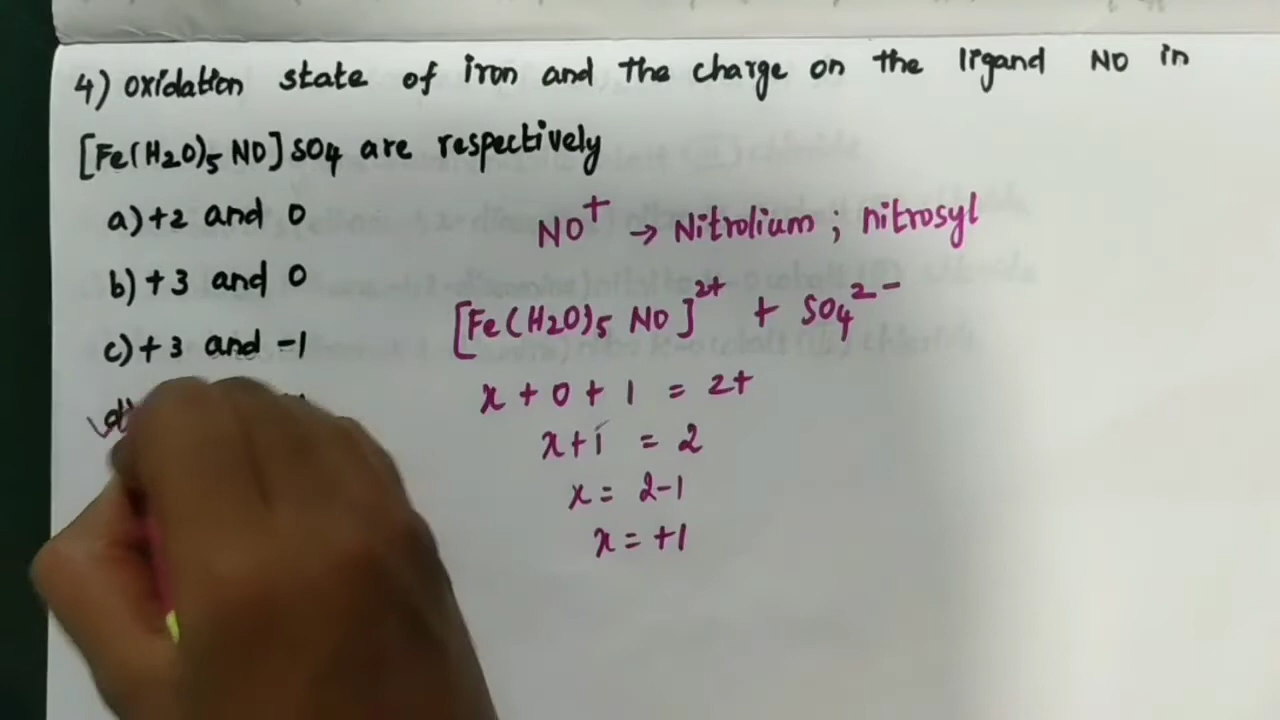 4) oxidation state of iron and the charge on the ligand NO in
[Fe(H2O)5 NO] SO4 are respectively
a) +2 and 0
b) +3 and 0
c) +3 and -1
d)
NO+ → Nitrolium ; nitrosyl
[Fe(H2O)5 NO]2+ + SO4 2-
x + 0 + 1 = 2+
x+1 = 2
x = 2-1
x = +1